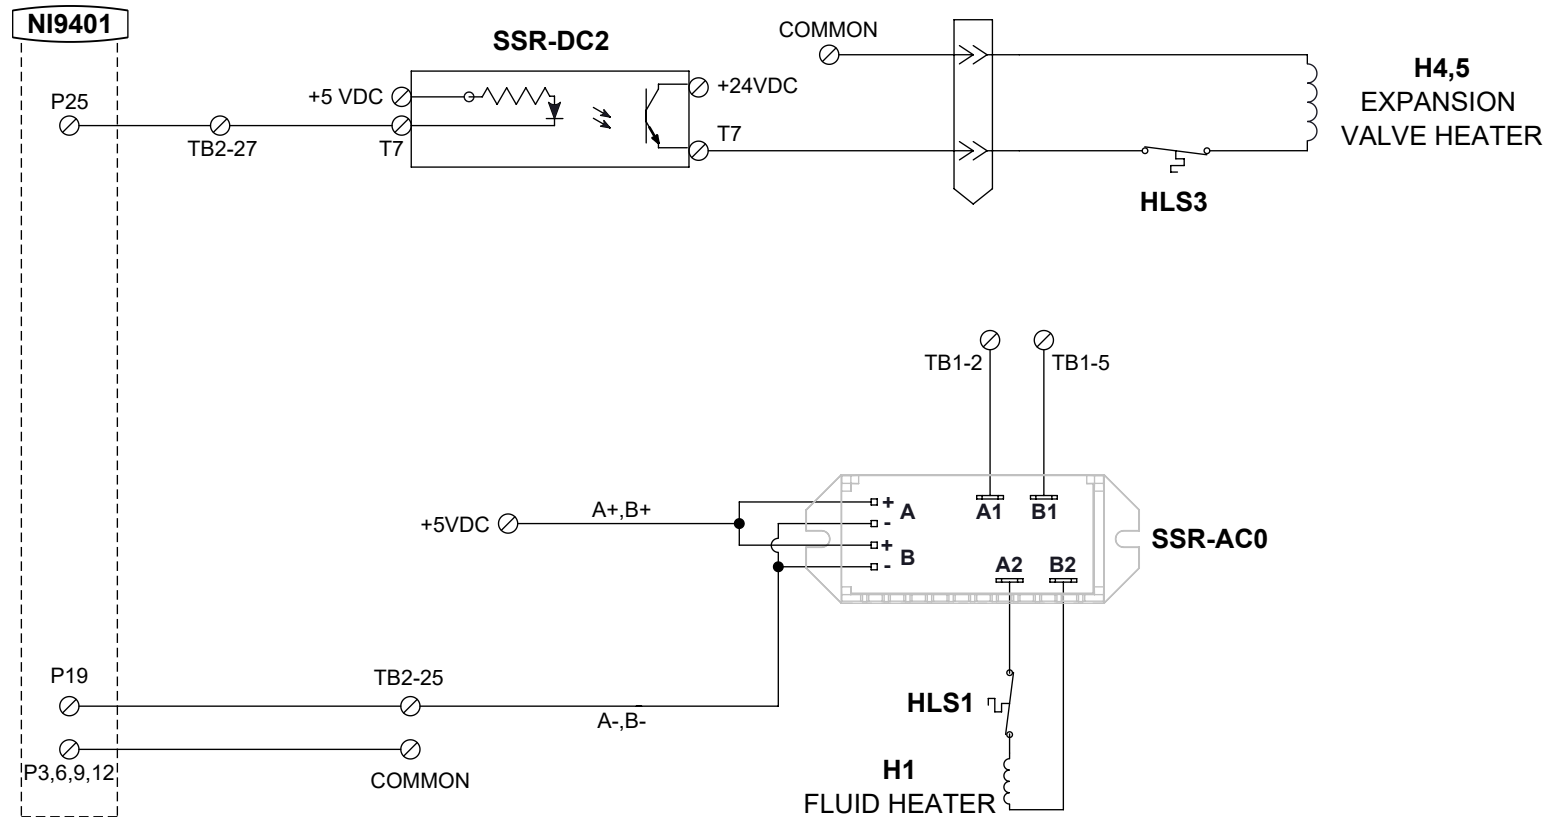 NI9401
SSR-DC2
COMMON
+5 VDC
+24VDC
P25
TB2-27
T7
T7
H4,5
EXPANSION
VALVE HEATER
HLS3
TB1-2
TB1-5
+5VDC
A+,B+
+
A
-
+
B
-
A1
B1
A2
B2
SSR-AC0
P19
TB2-25
A-,B-
HLS1
P3,6,9,12
COMMON
H1
FLUID HEATER